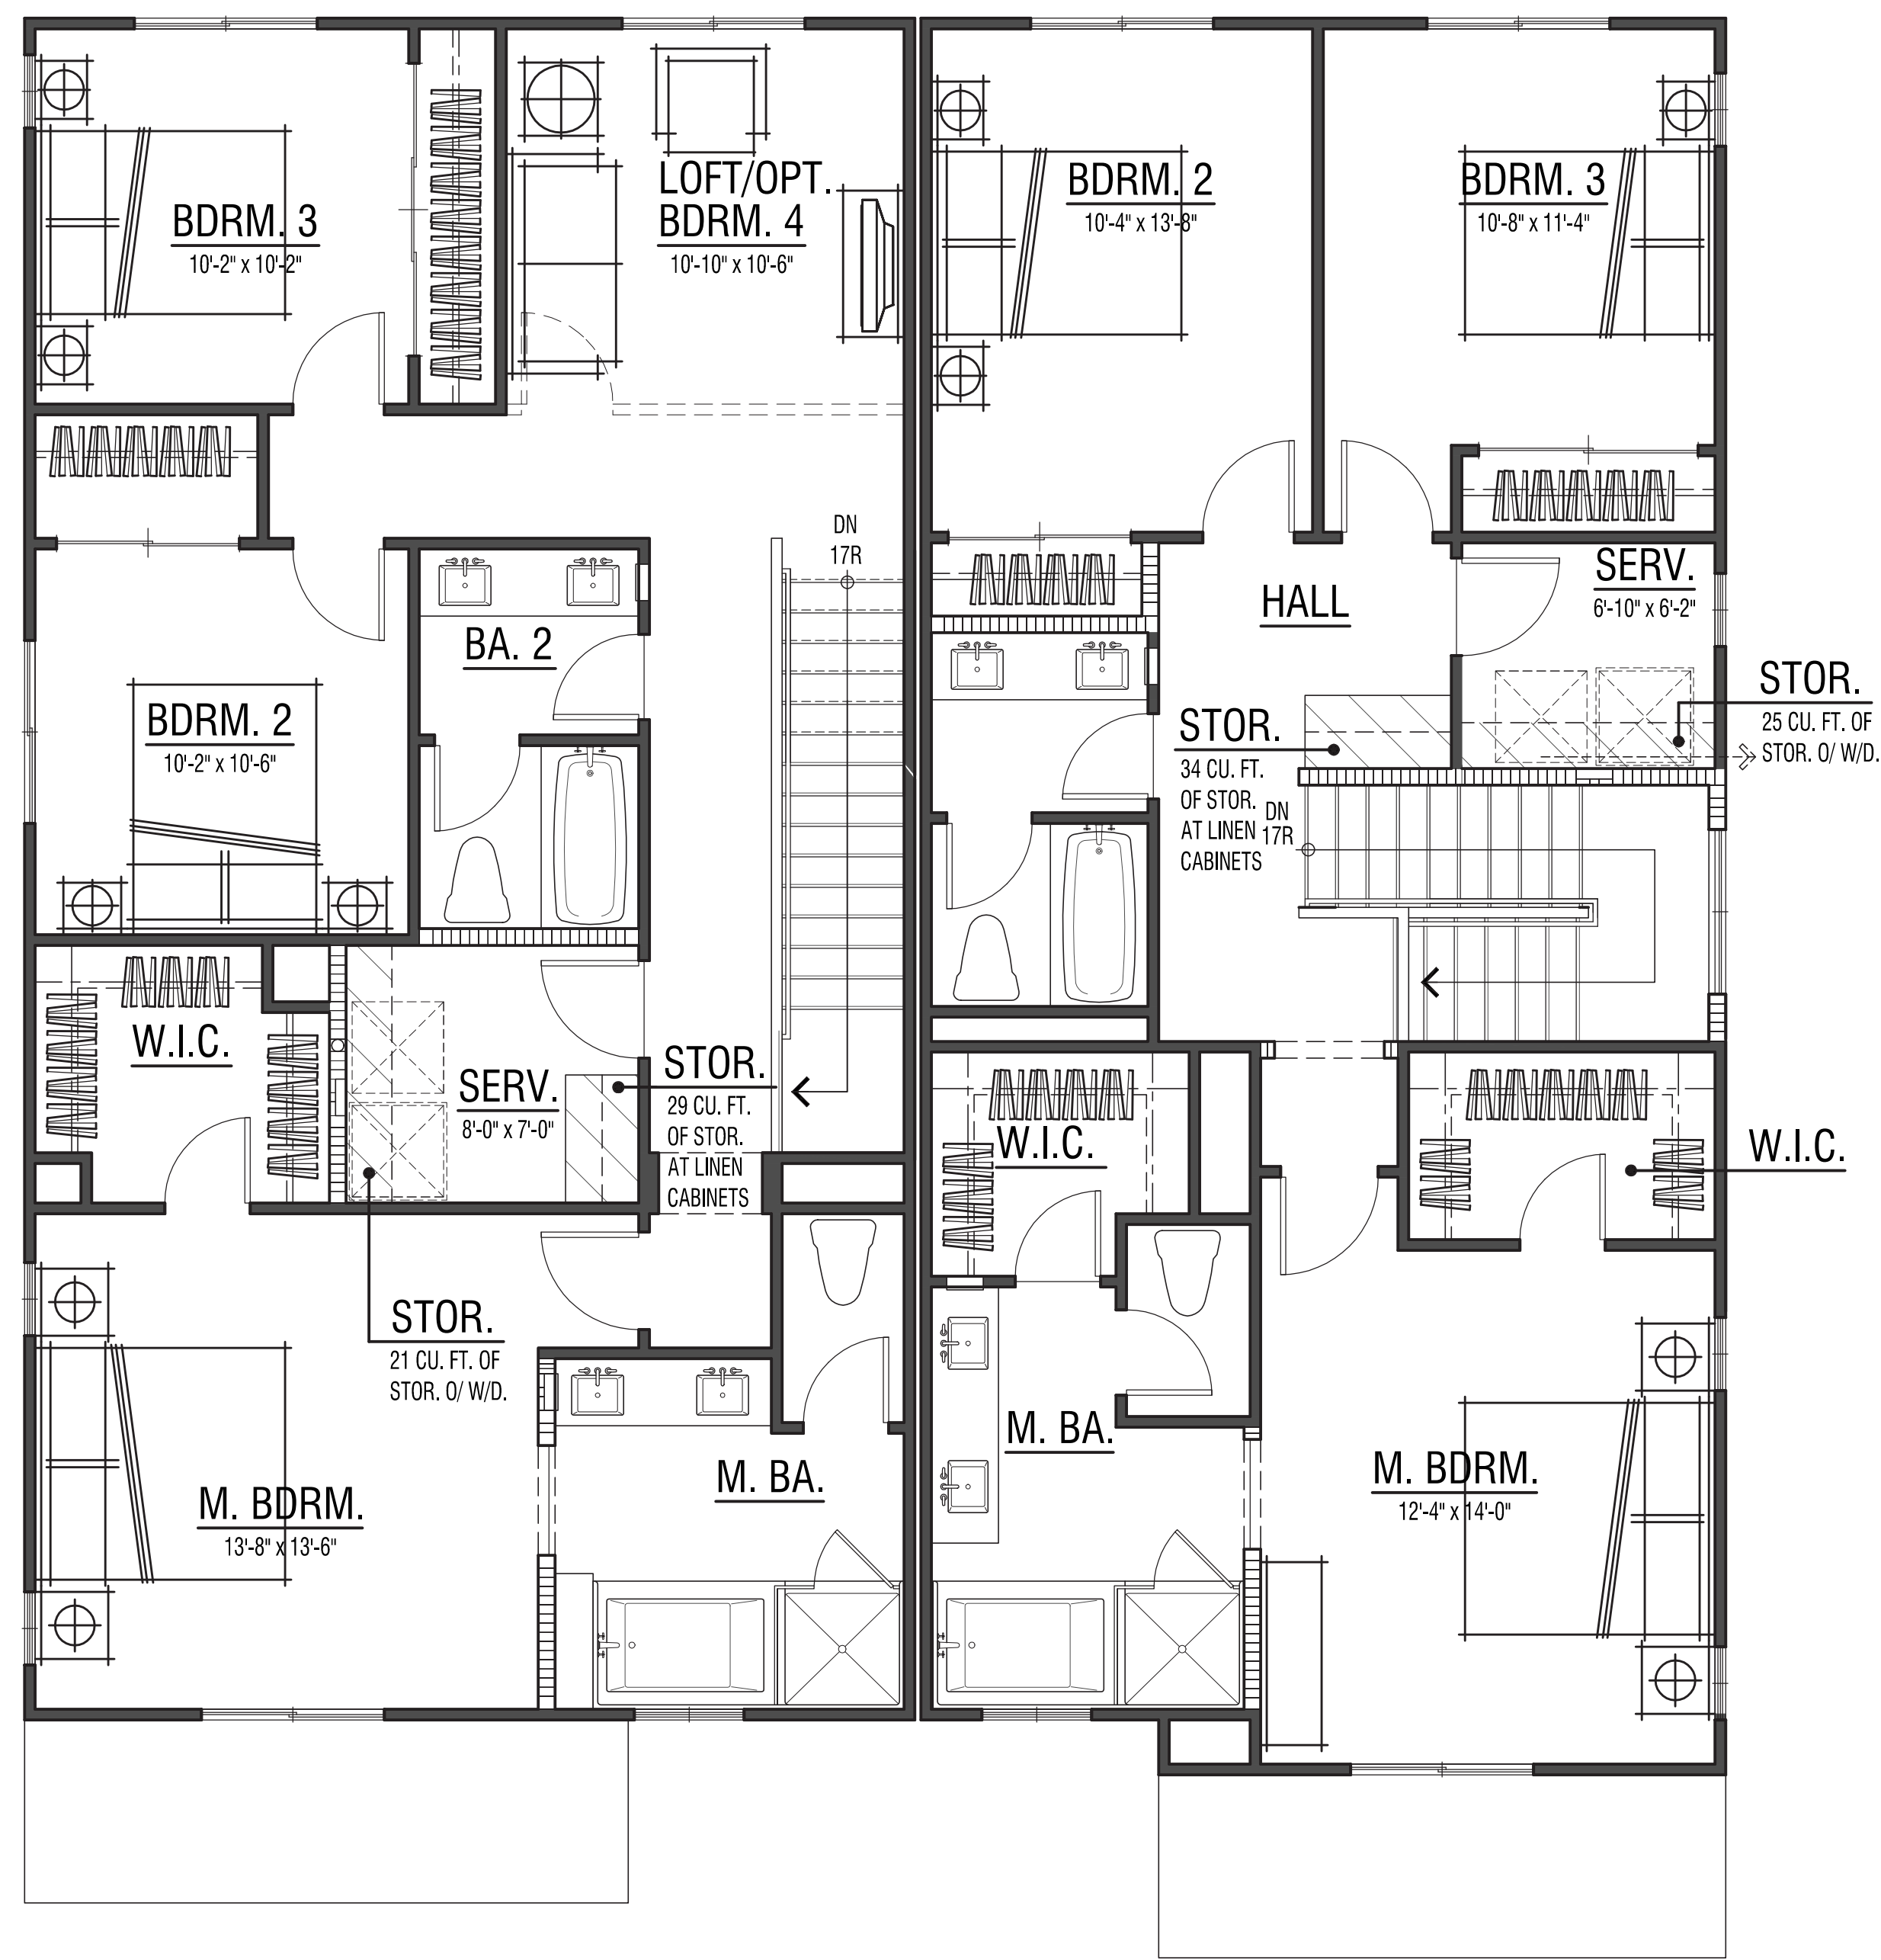 BDRM. 3
10'-2" x 10'-2"
LOFT/OPT.
BDRM. 4
10'-10" x 10'-6"
BDRM. 2
10'-4" x 13'-8"
BDRM. 3
10'-8" x 11'-4"
DN
17R
BA. 2
BDRM. 2
10'-2" x 10'-6"
HALL
SERV.
6'-10" x 6'-2"
STOR.
25 CU. FT. OF
STOR. O/ W/D.
STOR.
34 CU. FT.
OF STOR.
AT LINEN
CABINETS
DN
17R
W.I.C.
SERV.
8'-0" x 7'-0"
STOR.
29 CU. FT.
OF STOR.
AT LINEN
CABINETS
W.I.C.
W.I.C.
STOR.
21 CU. FT. OF
STOR. O/ W/D.
M. BDRM.
13'-8" x 13'-6"
M. BA.
M. BA.
M. BDRM.
12'-4" x 14'-0"